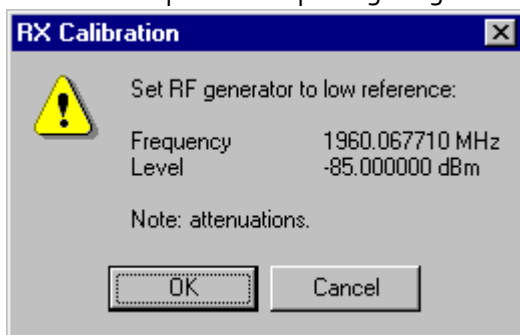 RX Calibration
Set RF generator to low reference:
Frequency 1960.067710 MHz
Level -85.000000 dBm
Note: attenuations.
OK Cancel